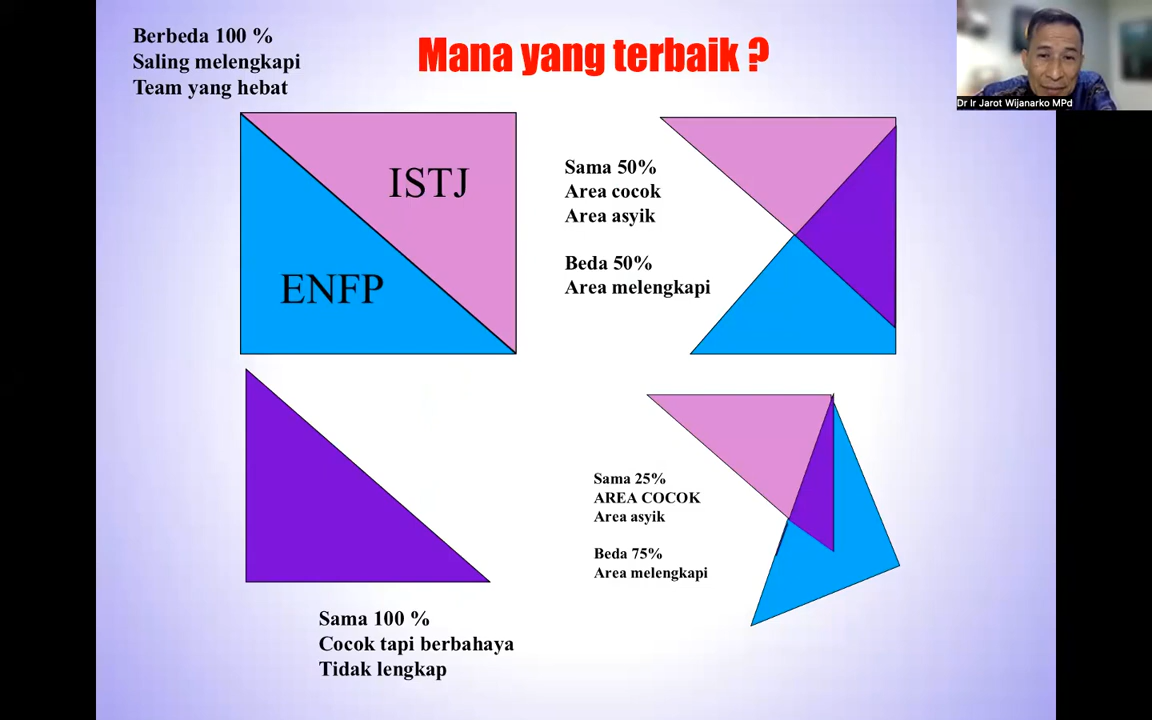 Berbeda 100 %
Saling melengkapi
Team yang hebat
Mana yang terbaik ?
Dr Ir Jarot Wijanarko MPd
ISTJ
ENFP
Sama 50%
Area cocok
Area asyik
Beda 50%
Area melengkapi
Sama 100 %
Cocok tapi berbahaya
Tidak lengkap
Sama 25%
AREA COCOK
Area asyik
Beda 75%
Area melengkapi